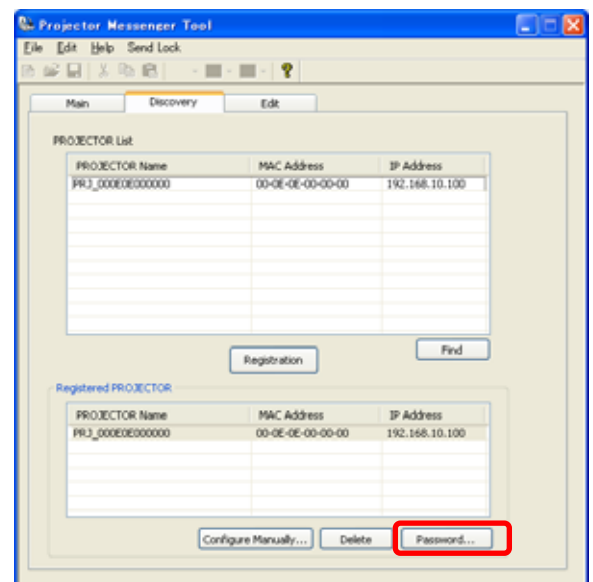 Projector Messenger Tool
File Edit Help Send Lock
Main Discovery Edit
PROJECTOR List
PROJECTOR Name MAC Address IP Address
PRJ_000E0E000000 00-0E-0E-00-00-00 192.168.10.100
Find
Registration
Registered PROJECTOR
PROJECTOR Name MAC Address IP Address
PRJ_000E0E000000 00-0E-0E-00-00-00 192.168.10.100
Configure Manually... Delete Password...